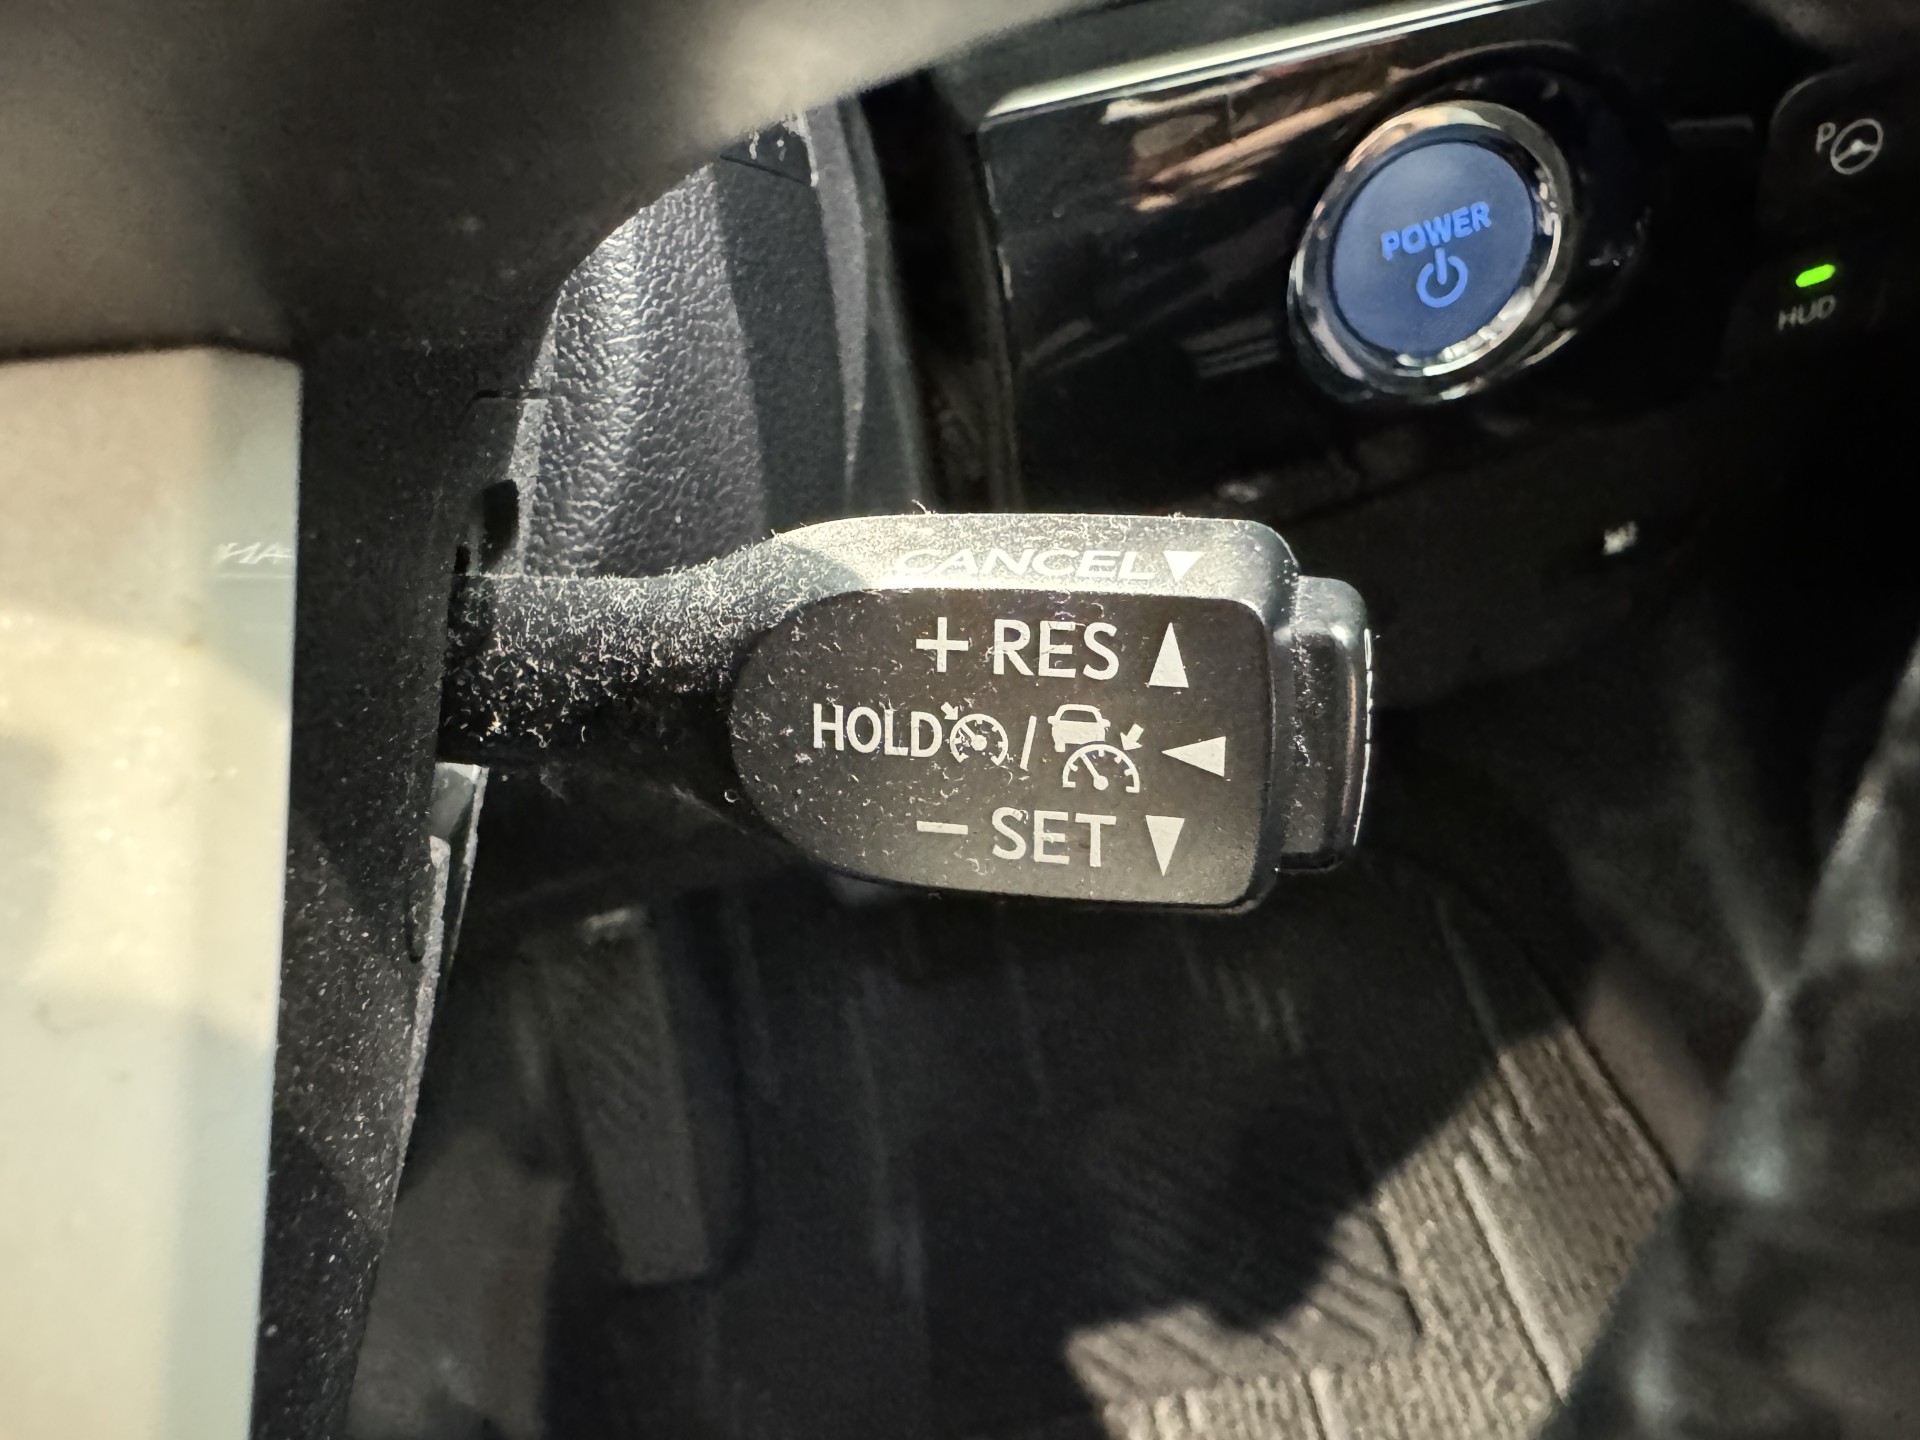 P
POWER
HUD
CANCEL
+ RES
HOLD /
- SET